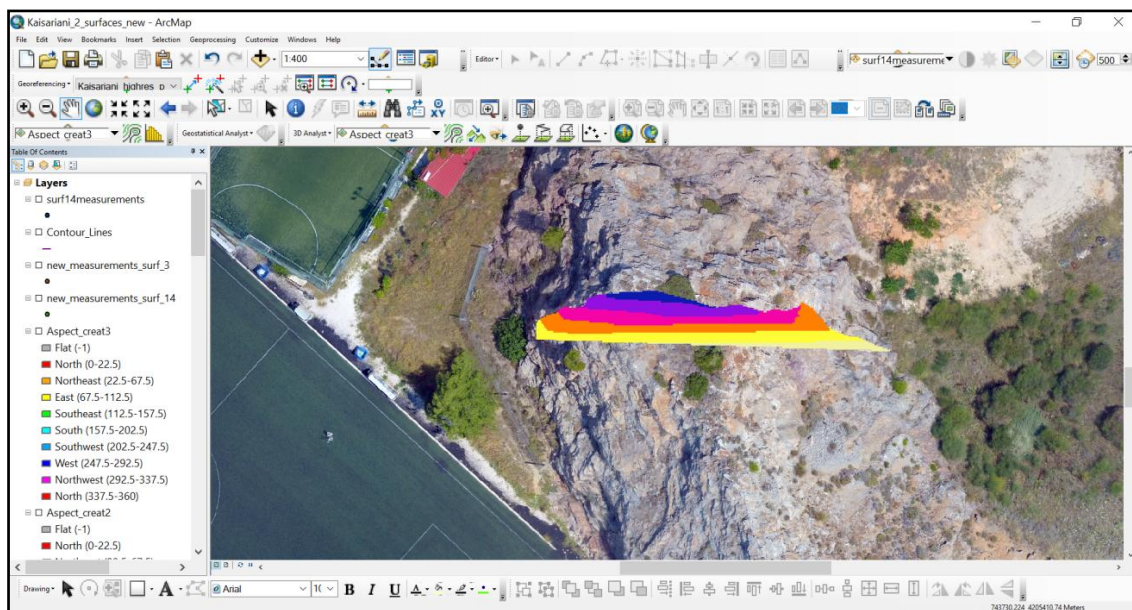 Kaisariani_2_surfaces_new - ArcMap
File Edit View Bookmarks Insert Selection Geoprocessing Customize Windows Help
1:400
Editor
surf14measureme
500
Georeferencing
Kaisariani_highres_p
Aspect_creat3
Geostatistical Analyst
3D Analyst
Aspect_creat3
Table Of Contents
Layers
surf14measurements
Contour_Lines
new_measurements_surf_3
new_measurements_surf_14
Aspect_creat3
Flat (-1)
North (0-22.5)
Northeast (22.5-67.5)
East (67.5-112.5)
Southeast (112.5-157.5)
South (157.5-202.5)
Southwest (202.5-247.5)
West (247.5-292.5)
Northwest (292.5-337.5)
North (337.5-360)
Aspect_creat2
Flat (-1)
North (0-22.5)
Drawing
Arial
B I U A
743730.224 4205410.74 Meters